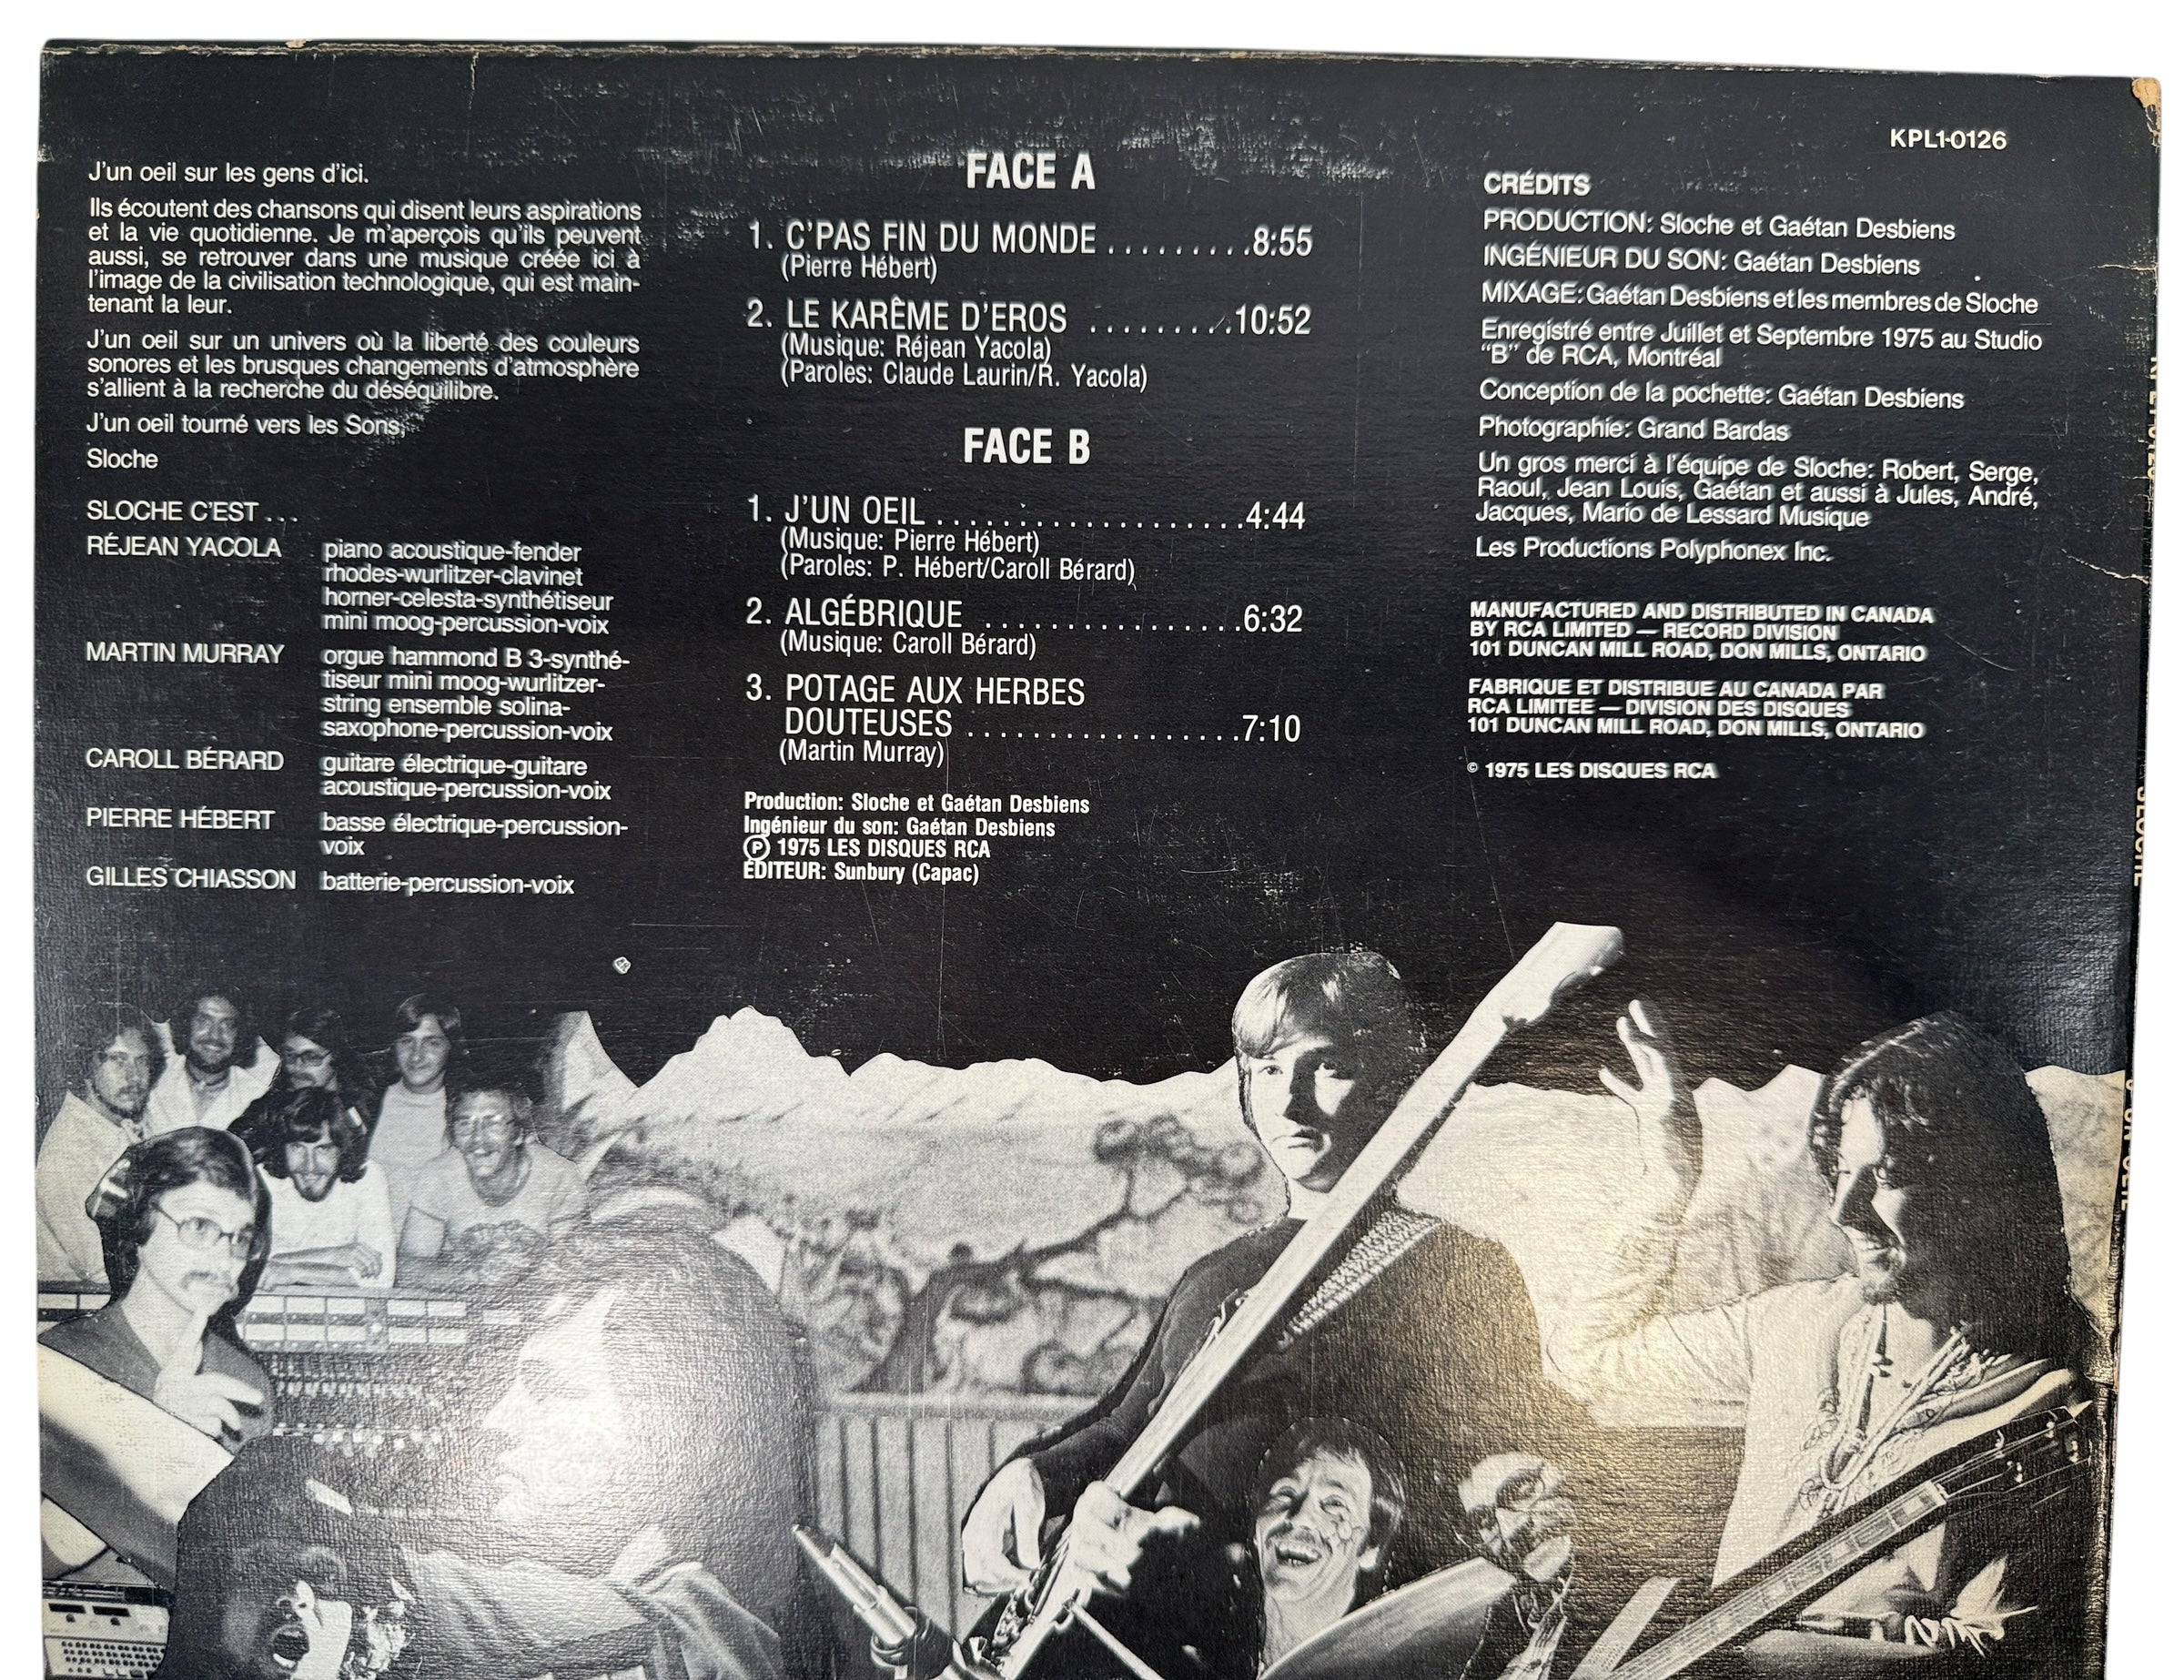 KPL1-0126
J'un oeil sur les gens d'ici.
Ils écoutent des chansons qui disent leurs aspirations
et la vie quotidienne. Je m'aperçois qu'ils peuvent
aussi, se retrouver dans une musique créée ici à
l'image de la civilisation technologique, qui est main-
tenant la leur.
J'un oeil sur un univers où la liberté des couleurs
sonores et les brusques changements d'atmosphère
s'allient à la recherche du déséquilibre.
J'un oeil tourné vers les Sons,
Sloche
SLOCHE C'EST ...
RÉJEAN YACOLA piano acoustique-fender
rhodes-wurlitzer-clavinet
horner-celesta-synthétiseur
mini moog-percussion-voix
MARTIN MURRAY orgue hammond B 3-synthé-
tiseur mini moog-wurlitzer-
string ensemble solina-
saxophone-percussion-voix
CAROLL BÉRARD guitare électrique-guitare
acoustique-percussion-voix
PIERRE HÉBERT basse électrique-percussion-
voix
GILLES CHIASSON batterie-percussion-voix
FACE A
1. C'PAS FIN DU MONDE .........8:55
(Pierre Hébert)
2. LE KARÊME D'EROS .........10:52
(Musique: Réjean Yacola)
(Paroles: Claude Laurin/R. Yacola)
FACE B
1. J'UN OEIL ....................4:44
(Musique: Pierre Hébert)
(Paroles: P. Hébert/Caroll Bérard)
2. ALGÉBRIQUE .................6:32
(Musique: Caroll Bérard)
3. POTAGE AUX HERBES
DOUTEUSES ..................7:10
(Martin Murray)
Production: Sloche et Gaétan Desbiens
Ingénieur du son: Gaétan Desbiens
Ⓟ 1975 LES DISQUES RCA
ÉDITEUR: Sunbury (Capac)
CRÉDITS
PRODUCTION: Sloche et Gaétan Desbiens
INGÉNIEUR DU SON: Gaétan Desbiens
MIXAGE: Gaétan Desbiens et les membres de Sloche
Enregistré entre Juillet et Septembre 1975 au Studio
"B" de RCA, Montréal
Conception de la pochette: Gaétan Desbiens
Photographie: Grand Bardas
Un gros merci à l'équipe de Sloche: Robert, Serge,
Raoul, Jean Louis, Gaétan et aussi à Jules, André,
Jacques, Mario de Lessard Musique
Les Productions Polyphonex Inc.
MANUFACTURED AND DISTRIBUTED IN CANADA
BY RCA LIMITED — RECORD DIVISION
101 DUNCAN MILL ROAD, DON MILLS, ONTARIO
FABRIQUE ET DISTRIBUE AU CANADA PAR
RCA LIMITEE — DIVISION DES DISQUES
101 DUNCAN MILL ROAD, DON MILLS, ONTARIO
© 1975 LES DISQUES RCA
SLOCHE
J'UN OEIL